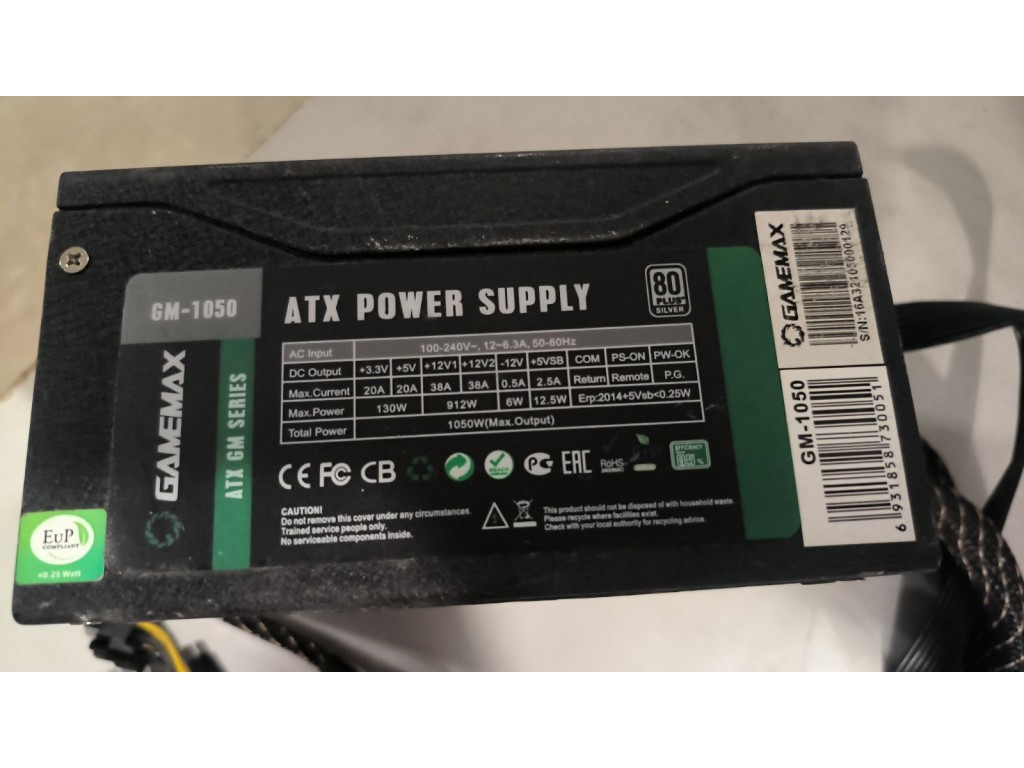 GM-1050
ATX POWER SUPPLY
80
PLUS
SILVER
AC Input 100-240V~, 12-6.3A, 50-60Hz
DC Output +3.3V +5V +12V1 +12V2 -12V +5VSB COM PS-ON PW-OK
Max.Current 20A 20A 38A 38A 0.5A 2.5A Return Remote P.G.
Max.Power 130W 912W 6W 12.5W Erp:2014+5Vsb<0.25W
Total Power 1050W(Max.Output)
GAMEMAX
ATX GM SERIES
CE FC CB
REACH
PC EAC
RoHS
EFFICIENCY
CAUTION!
Do not remove this cover under any circumstances.
Trained service people only.
No serviceable components inside.
This product should not be disposed of with household waste.
Please recycle where facilities exist.
Check with your local authority for recycling advice.
EuP
COMPLIANT
<0.25 Watt
GAMEMAX
S/N:16A32105000129
GM-1050
6 931858 730051